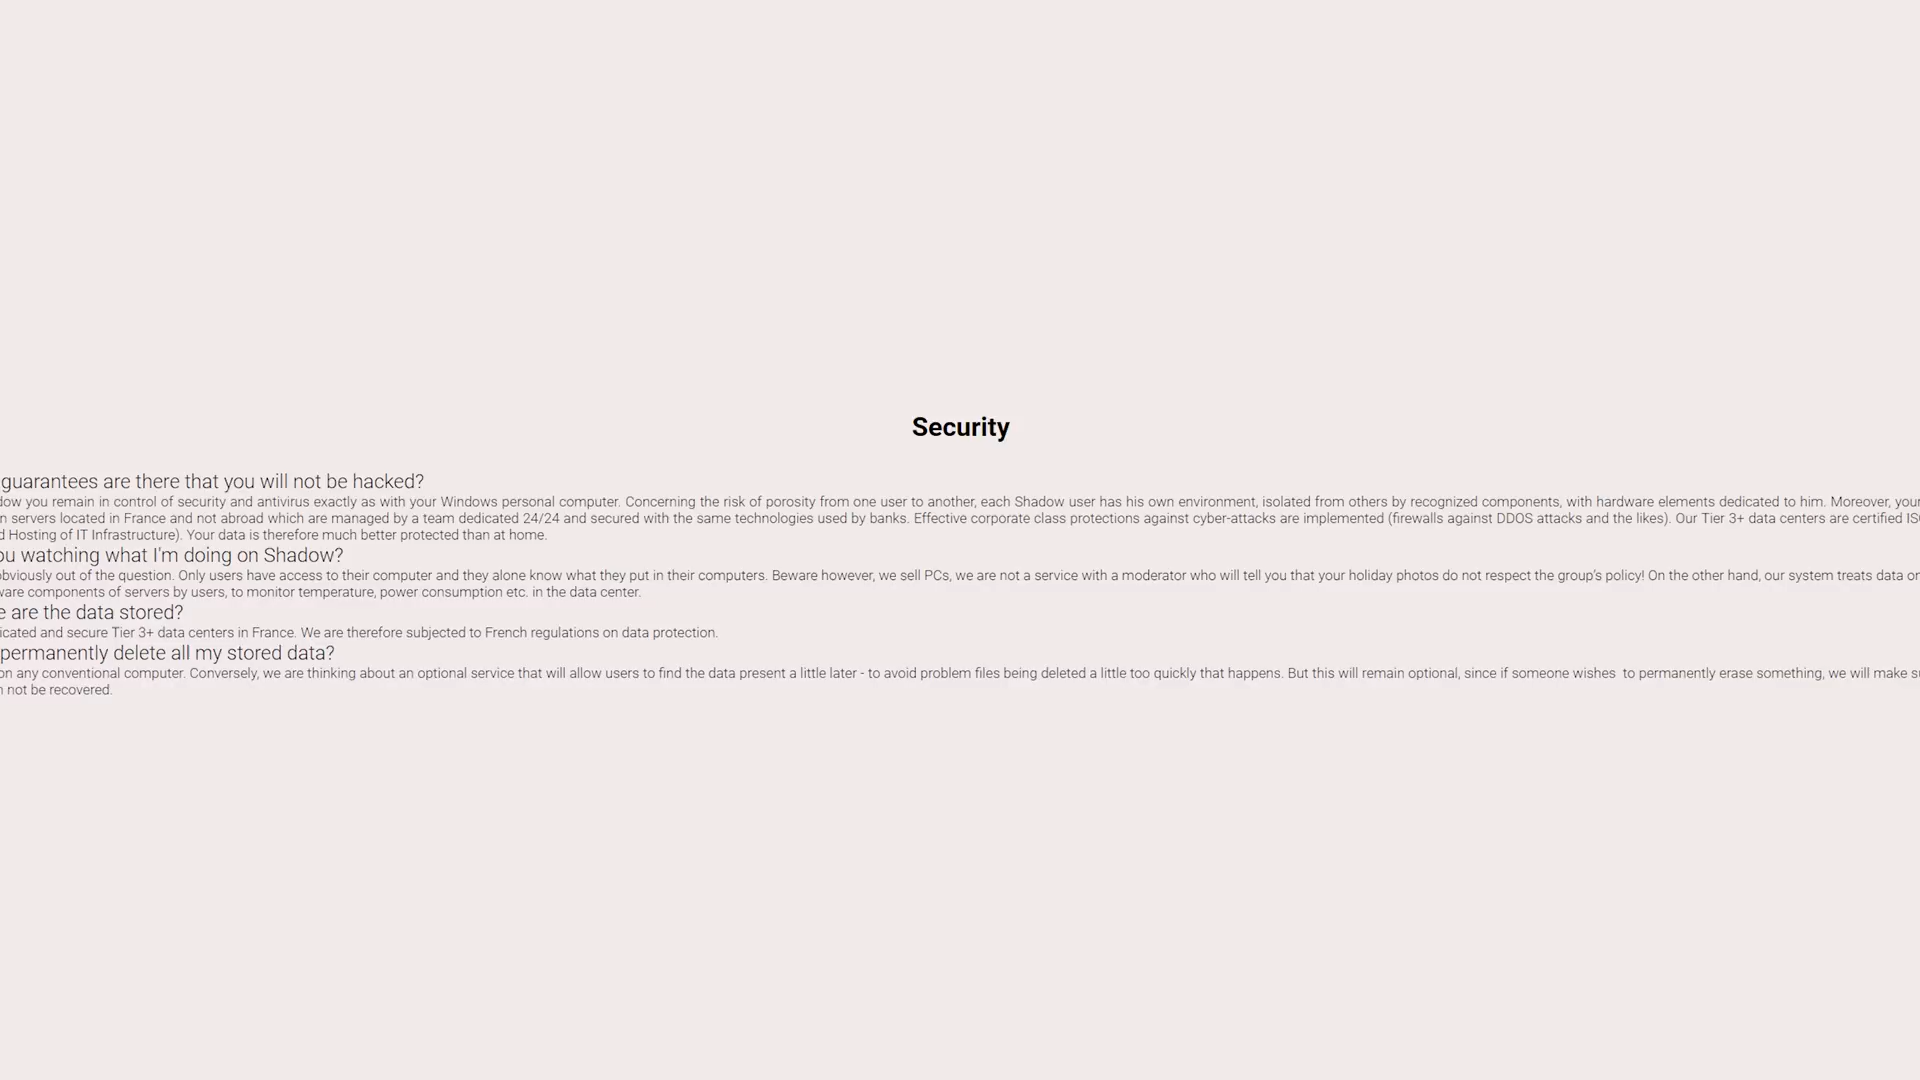 Security
guarantees are there that you will not be hacked?
you remain in control of security and antivirus exactly as with your Windows personal computer. Concerning the risk of porosity from one user to another, each Shadow user has his own environment, isolated from others by recognized components, with hardware elements dedicated to him. Moreover,
servers located in France and not abroad which are managed by a team dedicated 24/24 and secured with the same technologies used by banks. Effective corporate class protections against cyber-attacks are implemented (firewalls against DDOS attacks and the likes). Our Tier 3+ data centers are certified
Hosting of IT Infrastructure). Your data is therefore much better protected than at home.
watching what I'm doing on Shadow?
obviously out of the question. Only users have access to their computer and they alone know what they put in their computers. Beware however, we sell PCs, we are not a service with a moderator who will tell you that your holiday photos do not respect the group’s policy! On the other hand, our system treats data
components of servers by users, to monitor temperature, power consumption etc. in the data center.
are the data stored?
and secure Tier 3+ data centers in France. We are therefore subjected to French regulations on data protection.
permanently delete all my stored data?
on any conventional computer. Conversely, we are thinking about an optional service that will allow users to find the data present a little later - to avoid problem files being deleted a little too quickly that happens. But this will remain optional, since if someone wishes to permanently erase something, we will make
not be recovered.